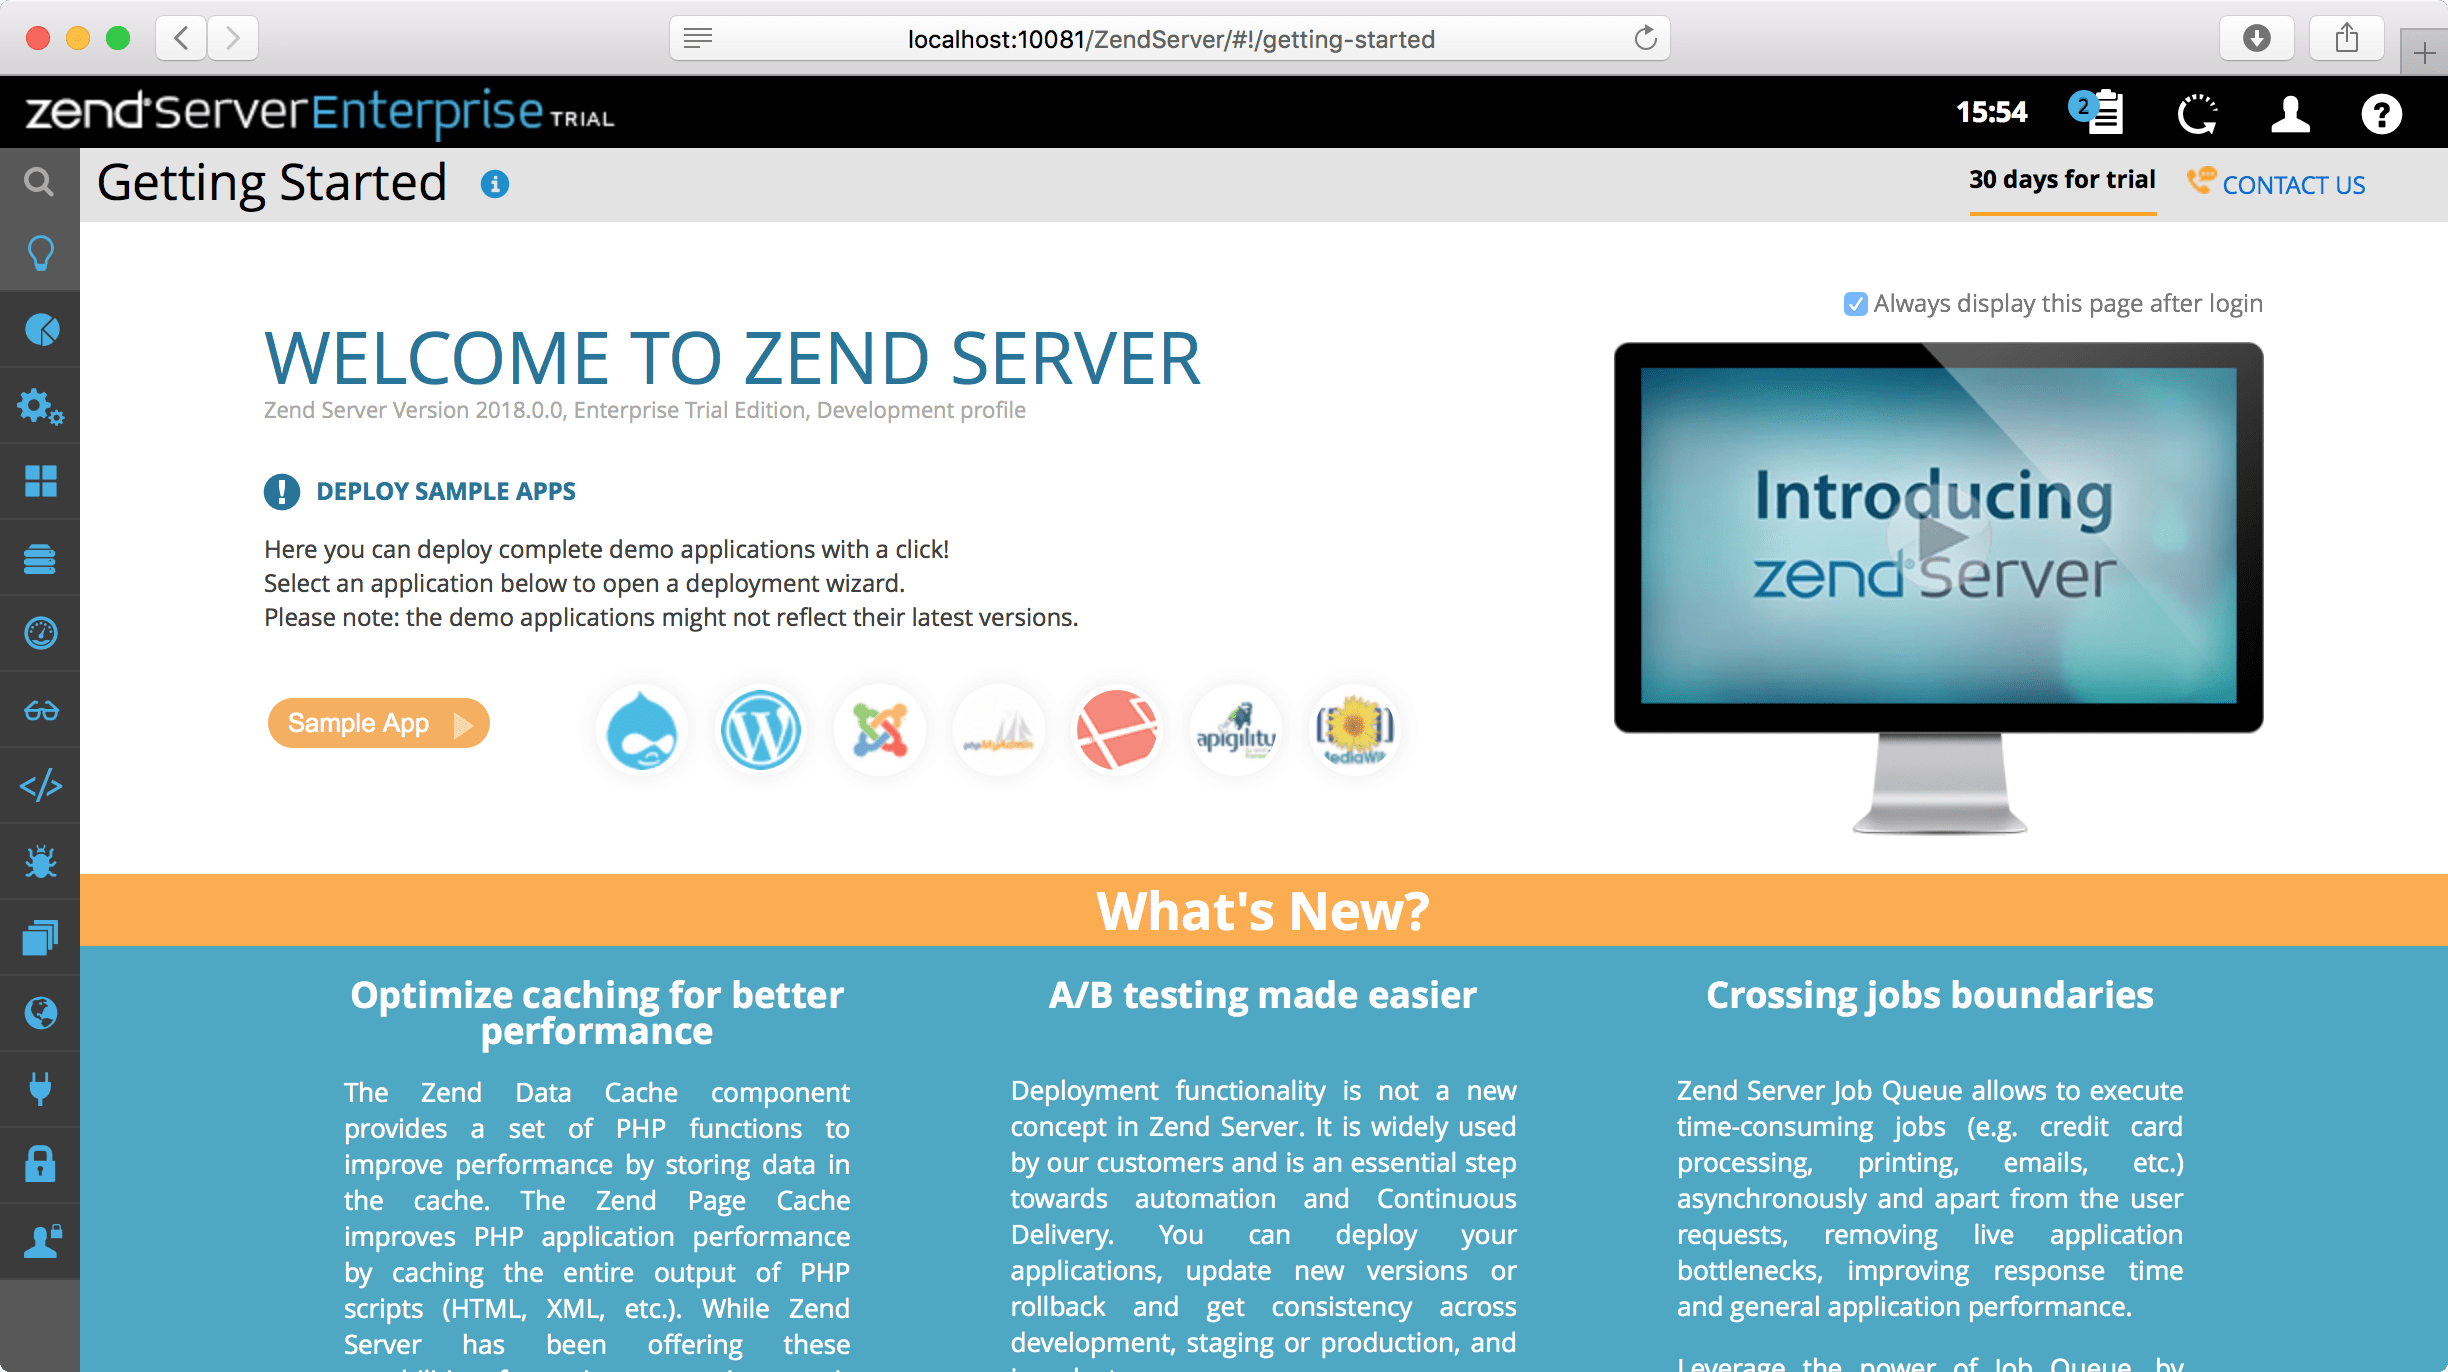 localhost:10081/ZendServer/#!/getting-started
zend Server Enterprise TRIAL
15:54
2
Getting Started
30 days for trial
CONTACT US
Always display this page after login
WELCOME TO ZEND SERVER
Zend Server Version 2018.0.0, Enterprise Trial Edition, Development profile
DEPLOY SAMPLE APPS
Here you can deploy complete demo applications with a click!
Select an application below to open a deployment wizard.
Please note: the demo applications might not reflect their latest versions.
Introducing
zend Server
Sample App
phpMyAdmin
apigility
ediaWi
What's New?
Optimize caching for better
performance
The Zend Data Cache component
provides a set of PHP functions to
improve performance by storing data in
the cache. The Zend Page Cache
improves PHP application performance
by caching the entire output of PHP
scripts (HTML, XML, etc.). While Zend
Server has been offering these
A/B testing made easier
Deployment functionality is not a new
concept in Zend Server. It is widely used
by our customers and is an essential step
towards automation and Continuous
Delivery. You can deploy your
applications, update new versions or
rollback and get consistency across
development, staging or production, and
Crossing jobs boundaries
Zend Server Job Queue allows to execute
time-consuming jobs (e.g. credit card
processing, printing, emails, etc.)
asynchronously and apart from the user
requests, removing live application
bottlenecks, improving response time
and general application performance.
Leverage the power of Job Queue by